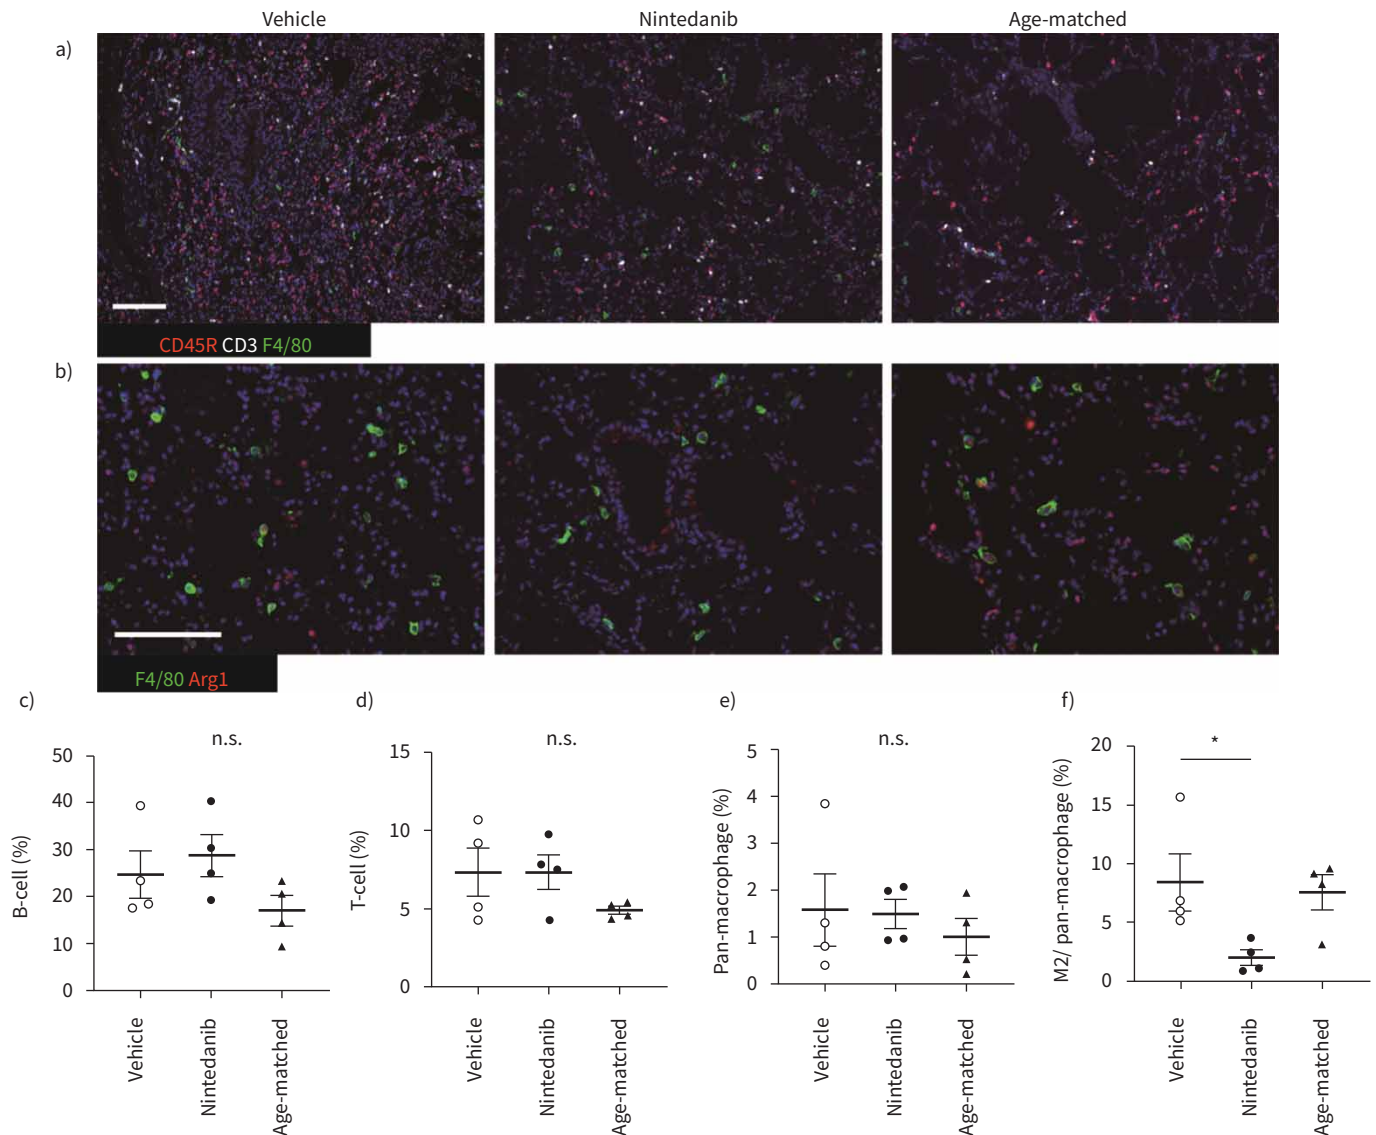 Vehicle Nintedanib Age-matched
a)
CD45R CD3 F4/80
b)
F4/80 Arg1
c) d) e) f)
n.s.
50
40
30
20
10
0
B-cell (%)
Vehicle
Nintedanib
Age-matched
n.s.
15
10
5
0
T-cell (%)
Vehicle
Nintedanib
Age-matched
n.s.
5
4
3
2
1
0
Pan-macrophage (%)
Vehicle
Nintedanib
Age-matched
*
20
15
10
5
0
M2/ pan-macrophage (%)
Vehicle
Nintedanib
Age-matched